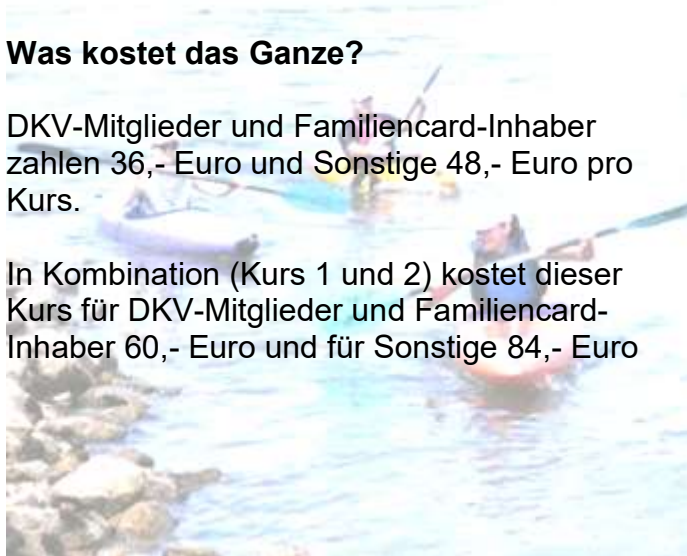 Was kostet das Ganze?
DKV-Mitglieder und Familiencard-Inhaber
zahlen 36,- Euro und Sonstige 48,- Euro pro
Kurs.
In Kombination (Kurs 1 und 2) kostet dieser
Kurs für DKV-Mitglieder und Familiencard-
Inhaber 60,- Euro und für Sonstige 84,- Euro